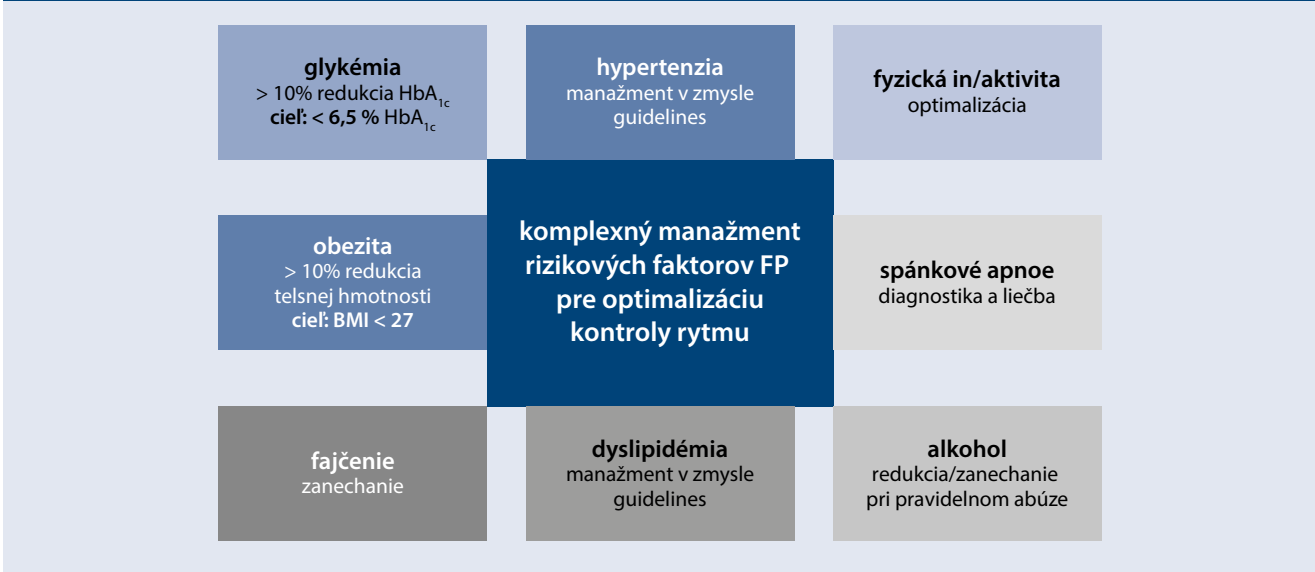 glykémia
> 10% redukcia HbA1c
cieľ: < 6,5 % HbA1c
hypertenzia
manažment v zmysle
guidelines
fyzická in/aktivita
optimalizácia
obezita
> 10% redukcia
telsnej hmotnosti
cieľ: BMI < 27
komplexný manažment
rizikových faktorov FP
pre optimalizáciu
kontroly rytmu
spánkové apnoe
diagnostika a liečba
fajčenie
zanechanie
dyslipidémia
manažment v zmysle
guidelines
alkohol
redukcia/zanechanie
pri pravidelnom abúze